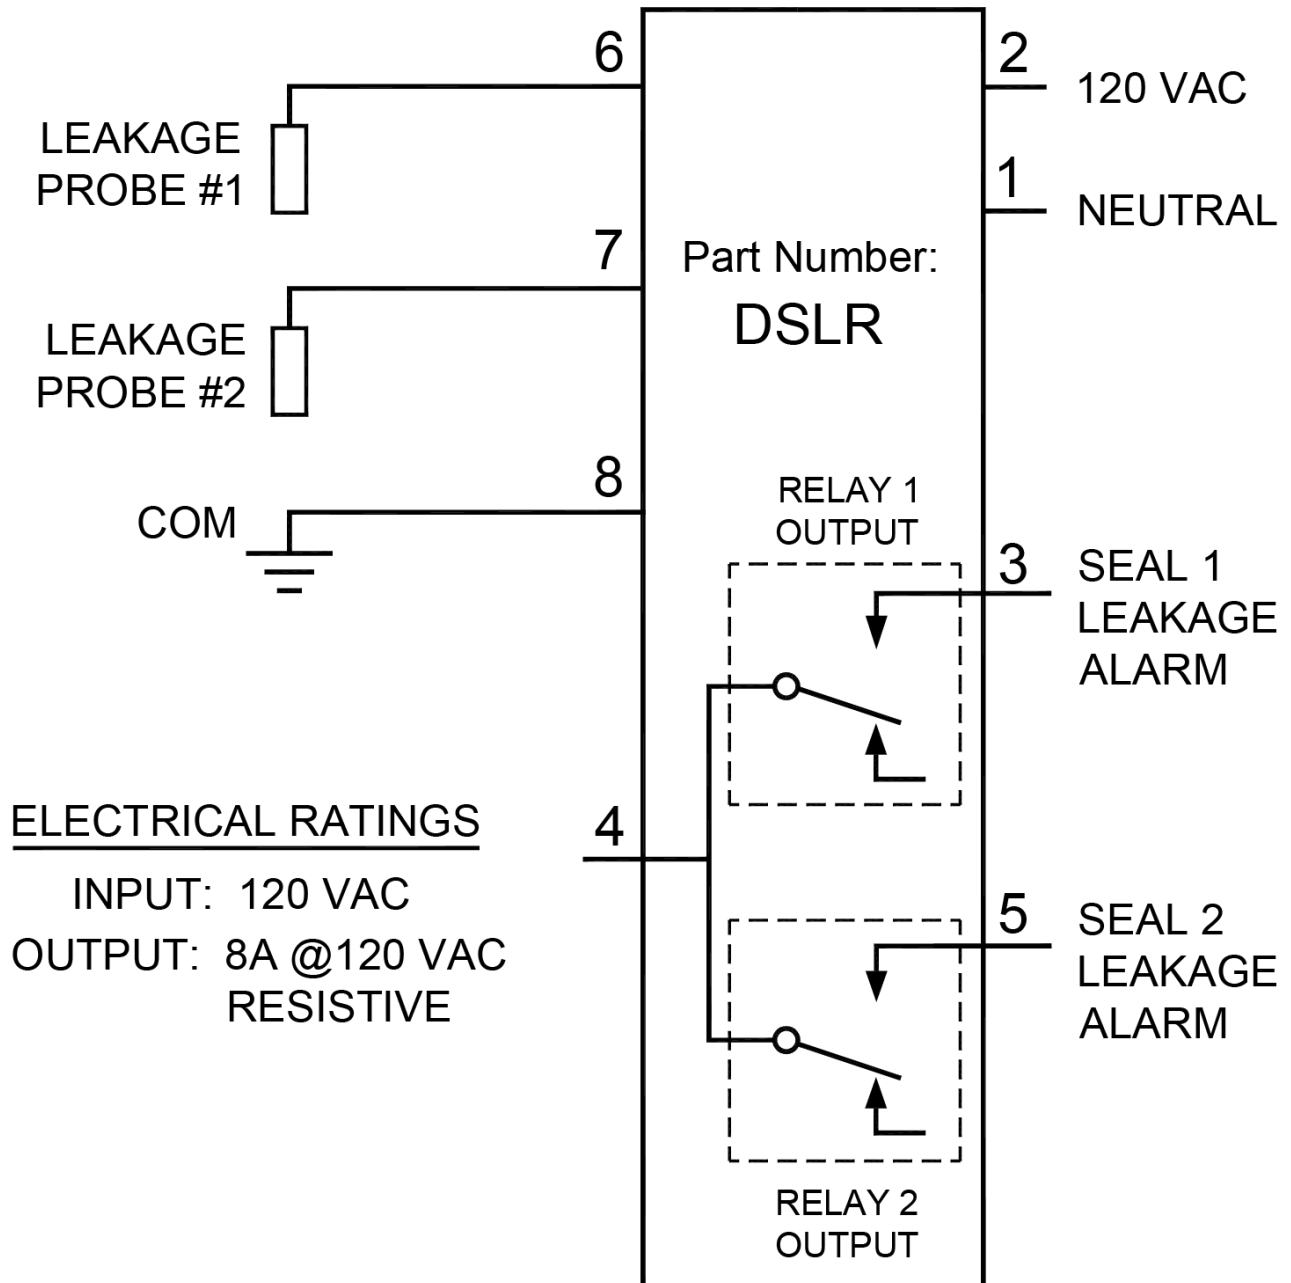 6
LEAKAGE
PROBE #1
7
LEAKAGE
PROBE #2
8
COM
ELECTRICAL RATINGS
INPUT: 120 VAC
OUTPUT: 8A @120 VAC
RESISTIVE
4
Part Number:
DSLR
RELAY 1
OUTPUT
RELAY 2
OUTPUT
2
120 VAC
1
NEUTRAL
3
SEAL 1
LEAKAGE
ALARM
5
SEAL 2
LEAKAGE
ALARM